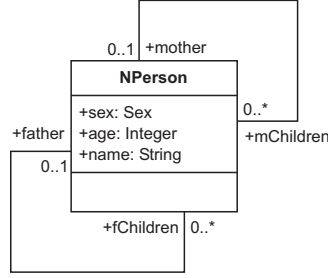 0..1 +mother
NPerson
0..*
+sex: Sex
+father
+age: Integer
+mChildren
0..1
+name: String
+fChildren 0..*